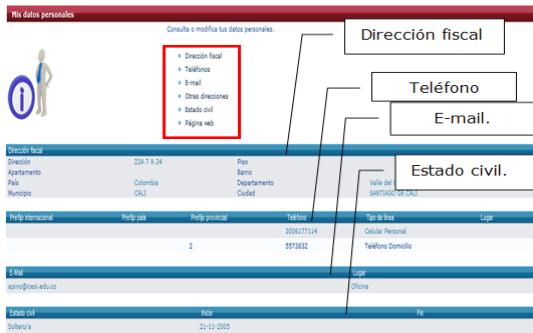 Mis datos personales
Consulta o modifica tus datos personales.
Dirección fiscal
Teléfonos
E-mail
Otras direcciones
Estado civil
Página web
Dirección fiscal
Teléfono
E-mail.
Estado civil.
Dirección fiscal
Dirección 23A 7 A 24 Piso
Apartamento Barrio
País Colombia Departamento Valle del
Municipio CALI Ciudad SANTIAGO DE CALI
Prefijo internacional Prefijo país Prefijo provincial Teléfono Tipo de línea Lugar
3006177114 Celular Personal
2 5573632 Teléfono Domicilio
E-Mail Lugar
apino@icesi.edu.co Oficina
Estado civil Inicio Fin
Soltero/a 21-11-2005